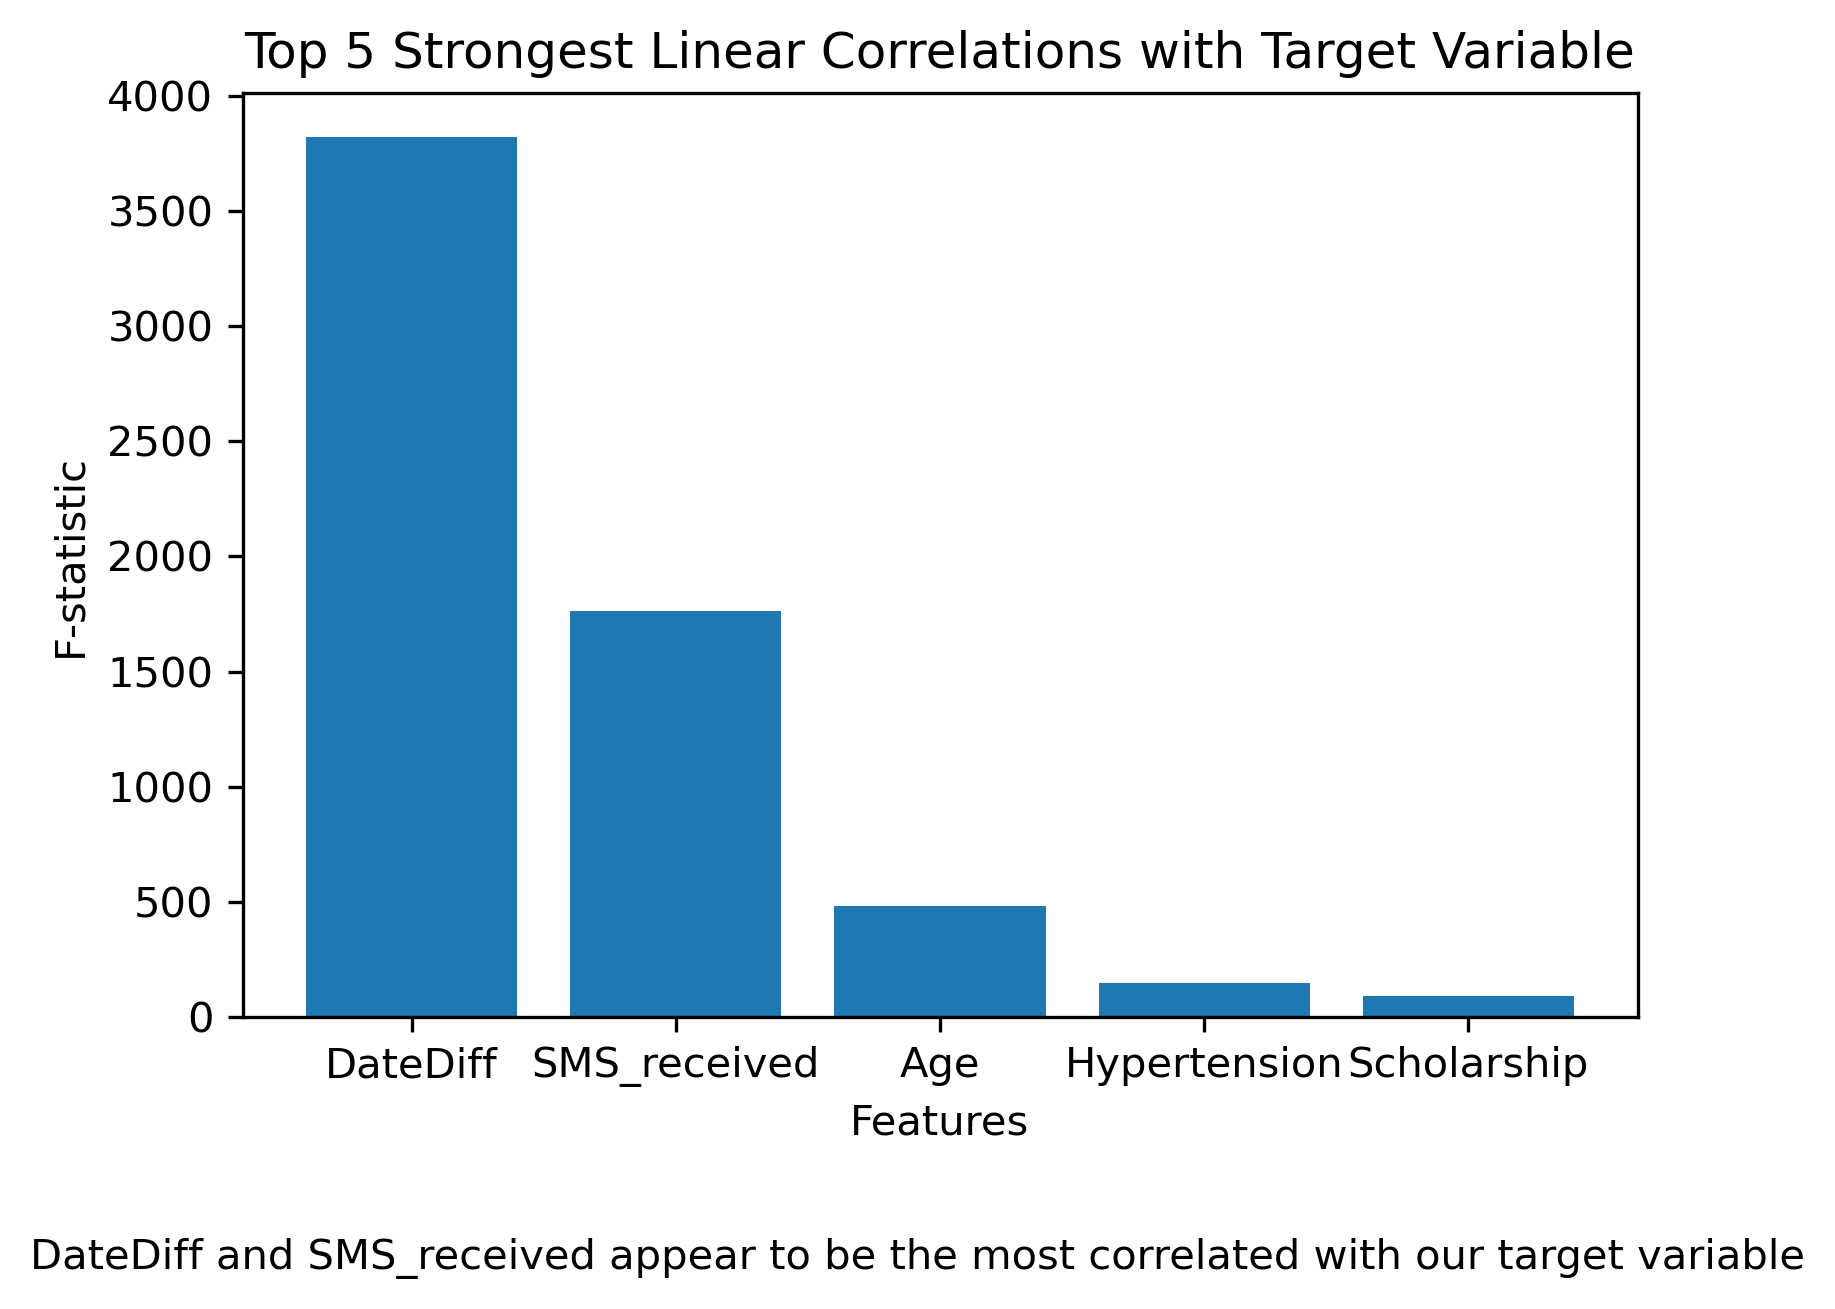 Top 5 Strongest Linear Correlations with Target Variable
4000
3500
3000
2500
2000
1500
1000
500
0
F-statistic
DateDiff SMS_received Age Hypertension Scholarship
Features
DateDiff and SMS_received appear to be the most correlated with our target variable